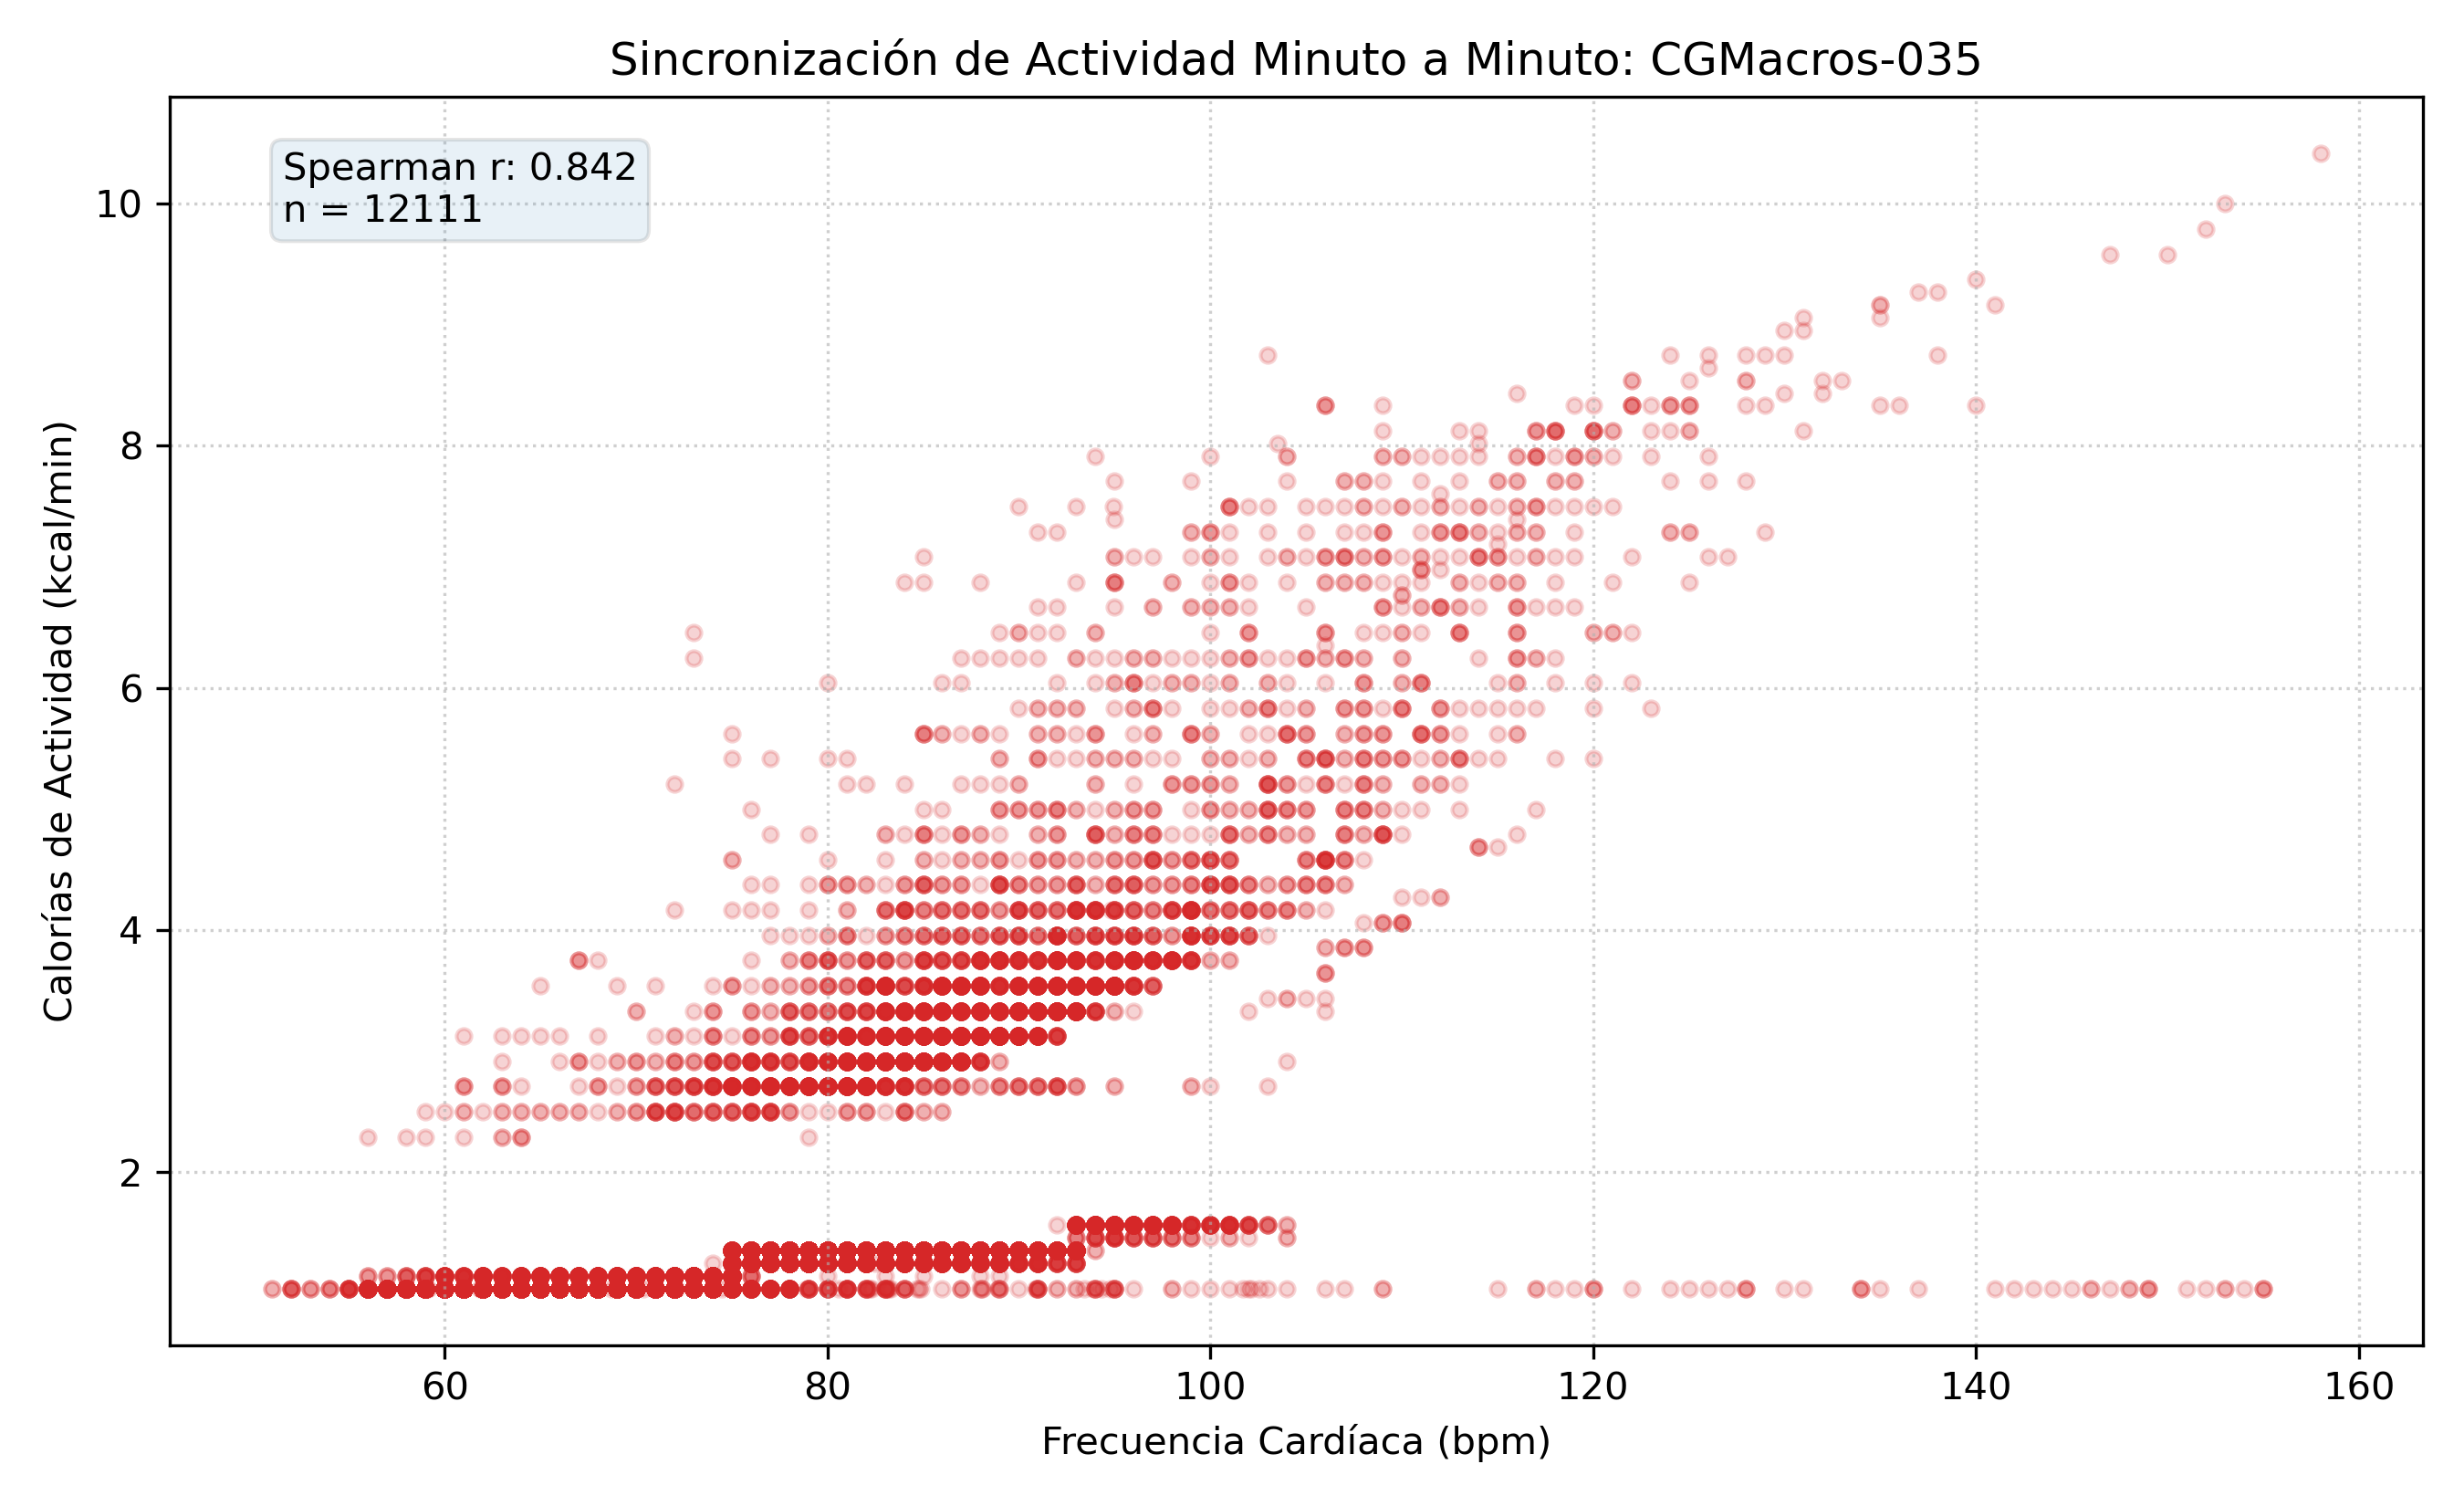 Sincronización de Actividad Minuto a Minuto: CGMacros-035
Spearman r: 0.842
n = 12111
Calorías de Actividad (kcal/min)
10
8
6
4
2
60 80 100 120 140 160
Frecuencia Cardíaca (bpm)